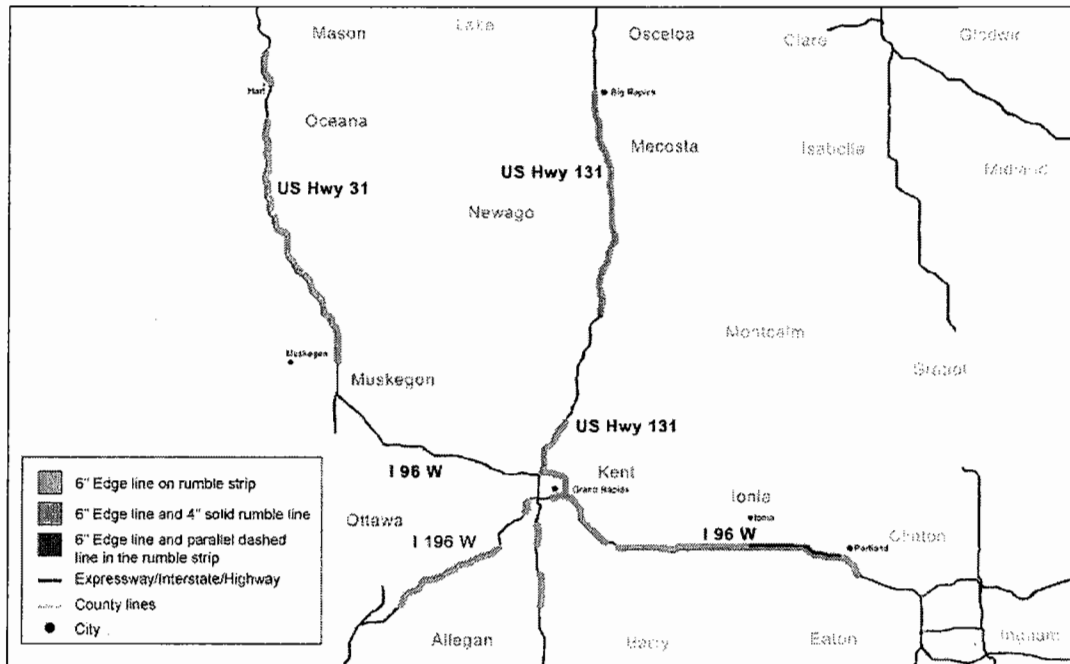 Mason
Lake
Osceloa
Clare
Gladwin
Hart
Big Rapids
Oceana
Mecosta
Isabella
Midland
US Hwy 31
US Hwy 131
Newago
Montcalm
Muskegon
Gratiot
Muskegon
US Hwy 131
I 96 W
Kent
Grand Rapids
Ionia
Ionia
Ottawa
I 196 W
I 96 W
Portland
Clinton
Allegan
Barry
Eaton
Ingham
6" Edge line on rumble strip
6" Edge line and 4" solid rumble line
6" Edge line and parallel dashed
line in the rumble strip
Expressway/Interstate/Highway
County lines
City